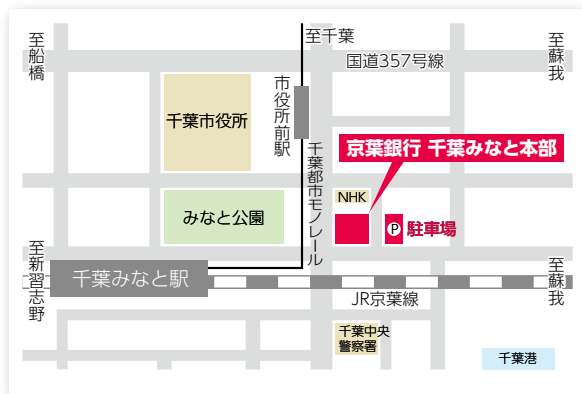 至船橋
至千葉
国道357号線
至蘇我
市役所前駅
千葉市役所
京葉銀行 千葉みなと本部
千葉都市モノレール
NHK
みなと公園
P 駐車場
至新習志野
千葉みなと駅
至蘇我
JR京葉線
千葉中央
警察署
千葉港